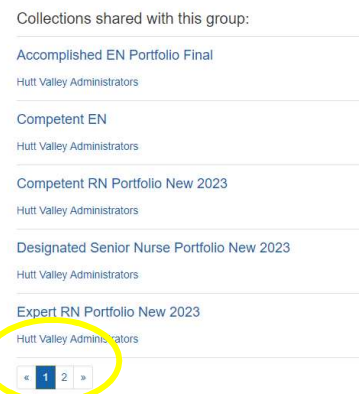 Collections shared with this group:
Accomplished EN Portfolio Final
Hutt Valley Administrators
Competent EN
Hutt Valley Administrators
Competent RN Portfolio New 2023
Hutt Valley Administrators
Designated Senior Nurse Portfolio New 2023
Hutt Valley Administrators
Expert RN Portfolio New 2023
Hutt Valley Administrators
« 1 2 »